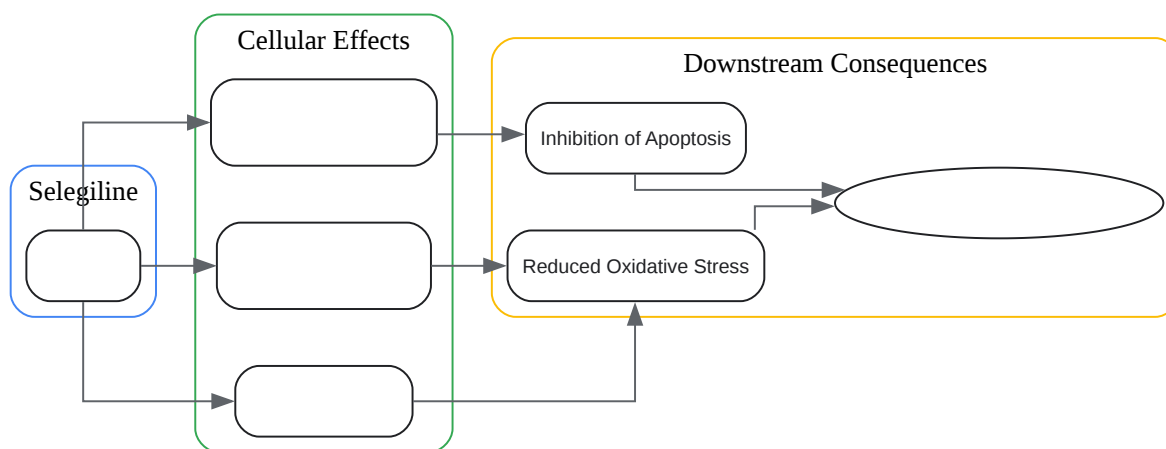 Cellular Effects
Downstream Consequences
Inhibition of Apoptosis
Selegiline
Reduced Oxidative Stress